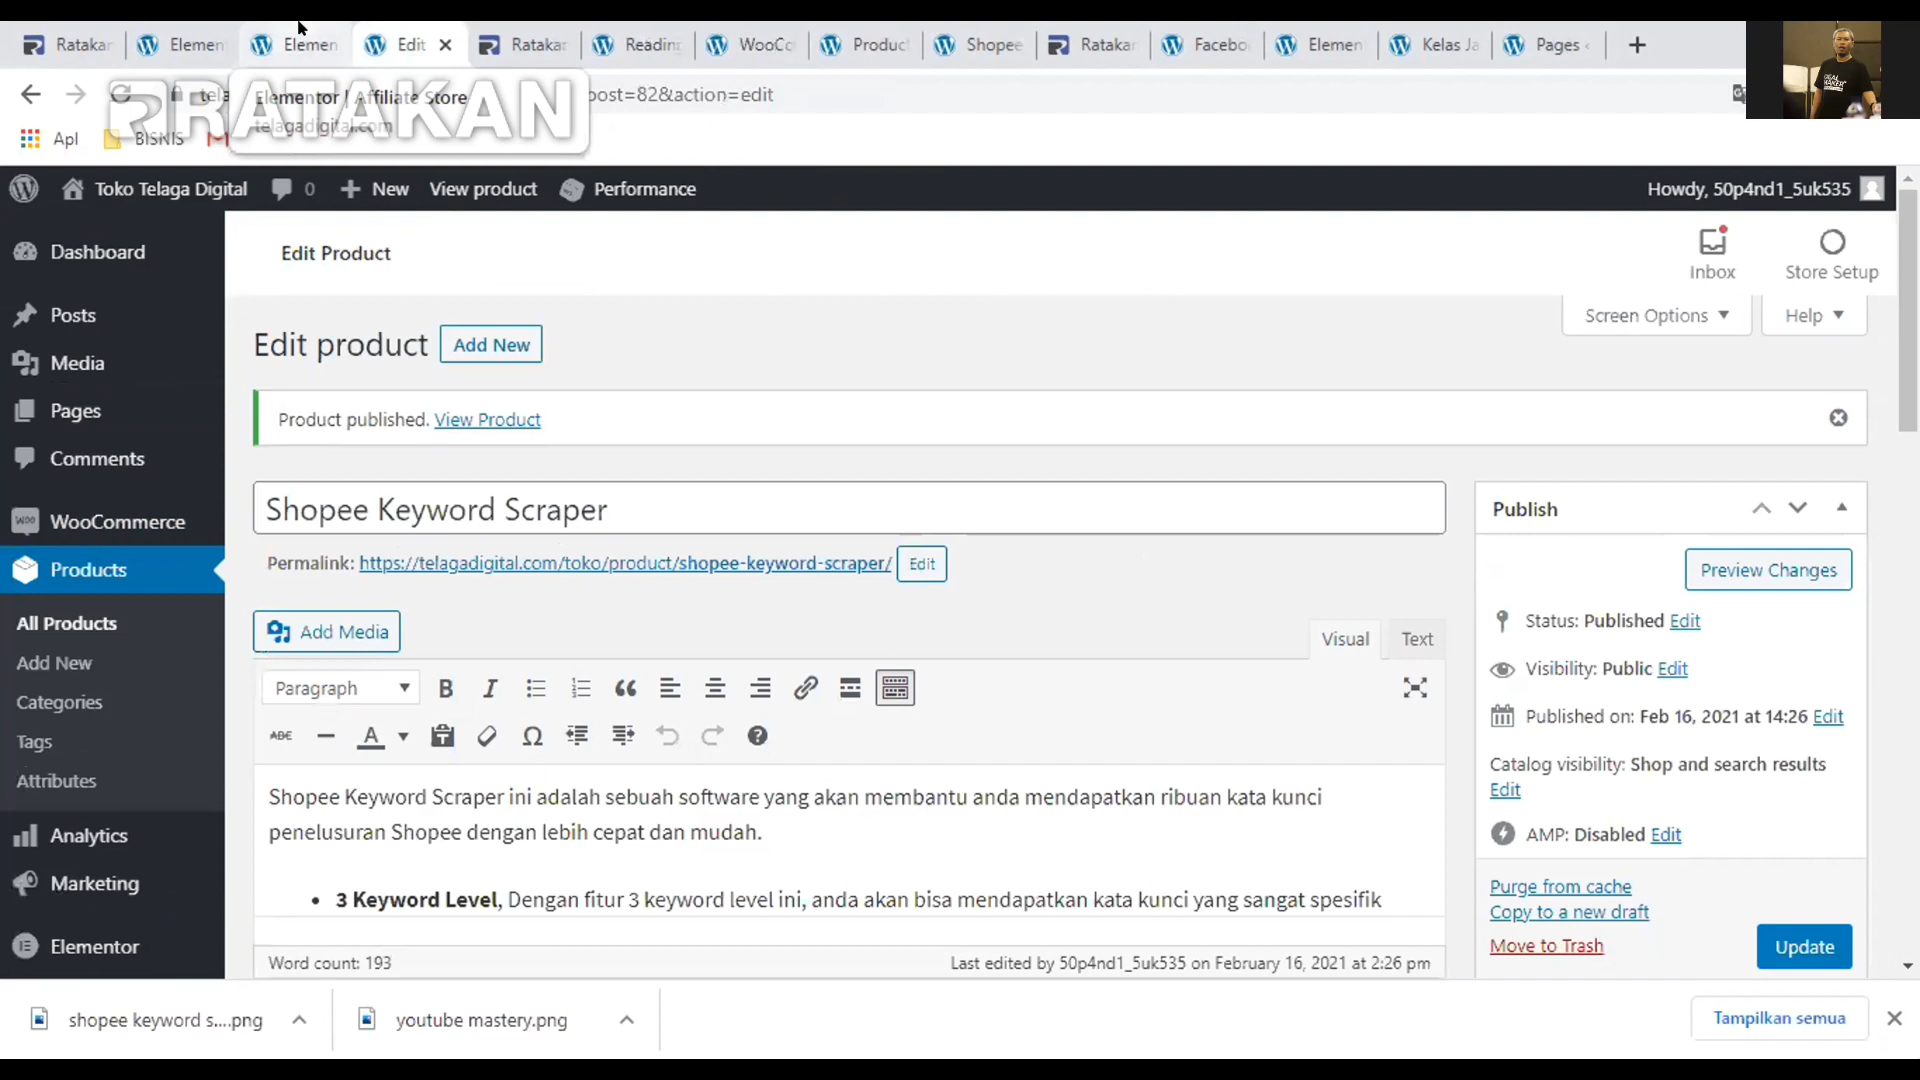 Ratakar
Elemen
Elemen
Edit
Ratakar
Reading
WooCo
Product
Shopee
Ratakar
Facebo
Elemen
Kelas Ja
Pages
Elementor | Affiliate Store
telagadigital.com
post=82&action=edit
RATAKAN
Apl
BISNIS
Toko Telaga Digital
0
New
View product
Performance
Howdy, 50p4nd1_5uk535
Dashboard
Posts
Media
Pages
Comments
WooCommerce
Products
All Products
Add New
Categories
Tags
Attributes
Analytics
Marketing
Elementor
Edit Product
Inbox
Store Setup
Screen Options
Help
Edit product
Add New
Product published. View Product
Shopee Keyword Scraper
Permalink: https://telagadigital.com/toko/product/shopee-keyword-scraper/
Edit
Add Media
Visual
Text
Paragraph
Shopee Keyword Scraper ini adalah sebuah software yang akan membantu anda mendapatkan ribuan kata kunci
penelusuran Shopee dengan lebih cepat dan mudah.
• 3 Keyword Level, Dengan fitur 3 keyword level ini, anda akan bisa mendapatkan kata kunci yang sangat spesifik
Word count: 193
Last edited by 50p4nd1_5uk535 on February 16, 2021 at 2:26 pm
Publish
Preview Changes
Status: Published Edit
Visibility: Public Edit
Published on: Feb 16, 2021 at 14:26 Edit
Catalog visibility: Shop and search results
Edit
AMP: Disabled Edit
Purge from cache
Copy to a new draft
Move to Trash
Update
shopee keyword s....png
youtube mastery.png
Tampilkan semua